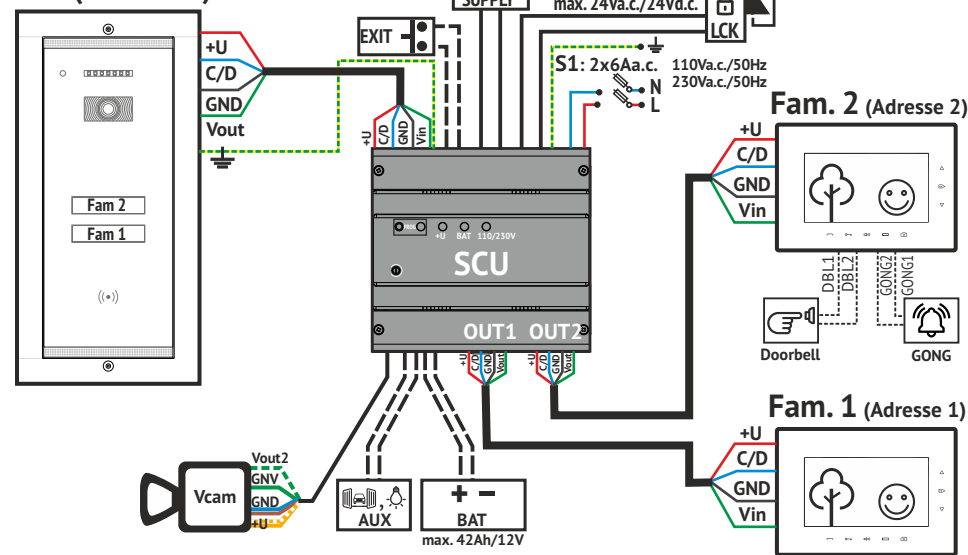 SUPPLY
max. 24Va.c./24Vd.c.
LCK
EXIT
S1: 2x6Aa.c.
110Va.c./50Hz
230Va.c./50Hz
N
L
+U
C/D
GND
Vout
+U
C/D
GND
Vin
Fam 2
Fam 1
+U
BAT
110/230V
SCU
OUT1
OUT2
+U
C/D
GND
Vout
+U
C/D
GND
Vout
Fam. 2 (Adresse 2)
+U
C/D
GND
Vin
DBL1
DBL2
GONG2
GONG1
Doorbell
GONG
Fam. 1 (Adresse 1)
+U
C/D
GND
Vin
Vcam
Vout2
GNV
GND
+U
AUX
BAT
max. 42Ah/12V